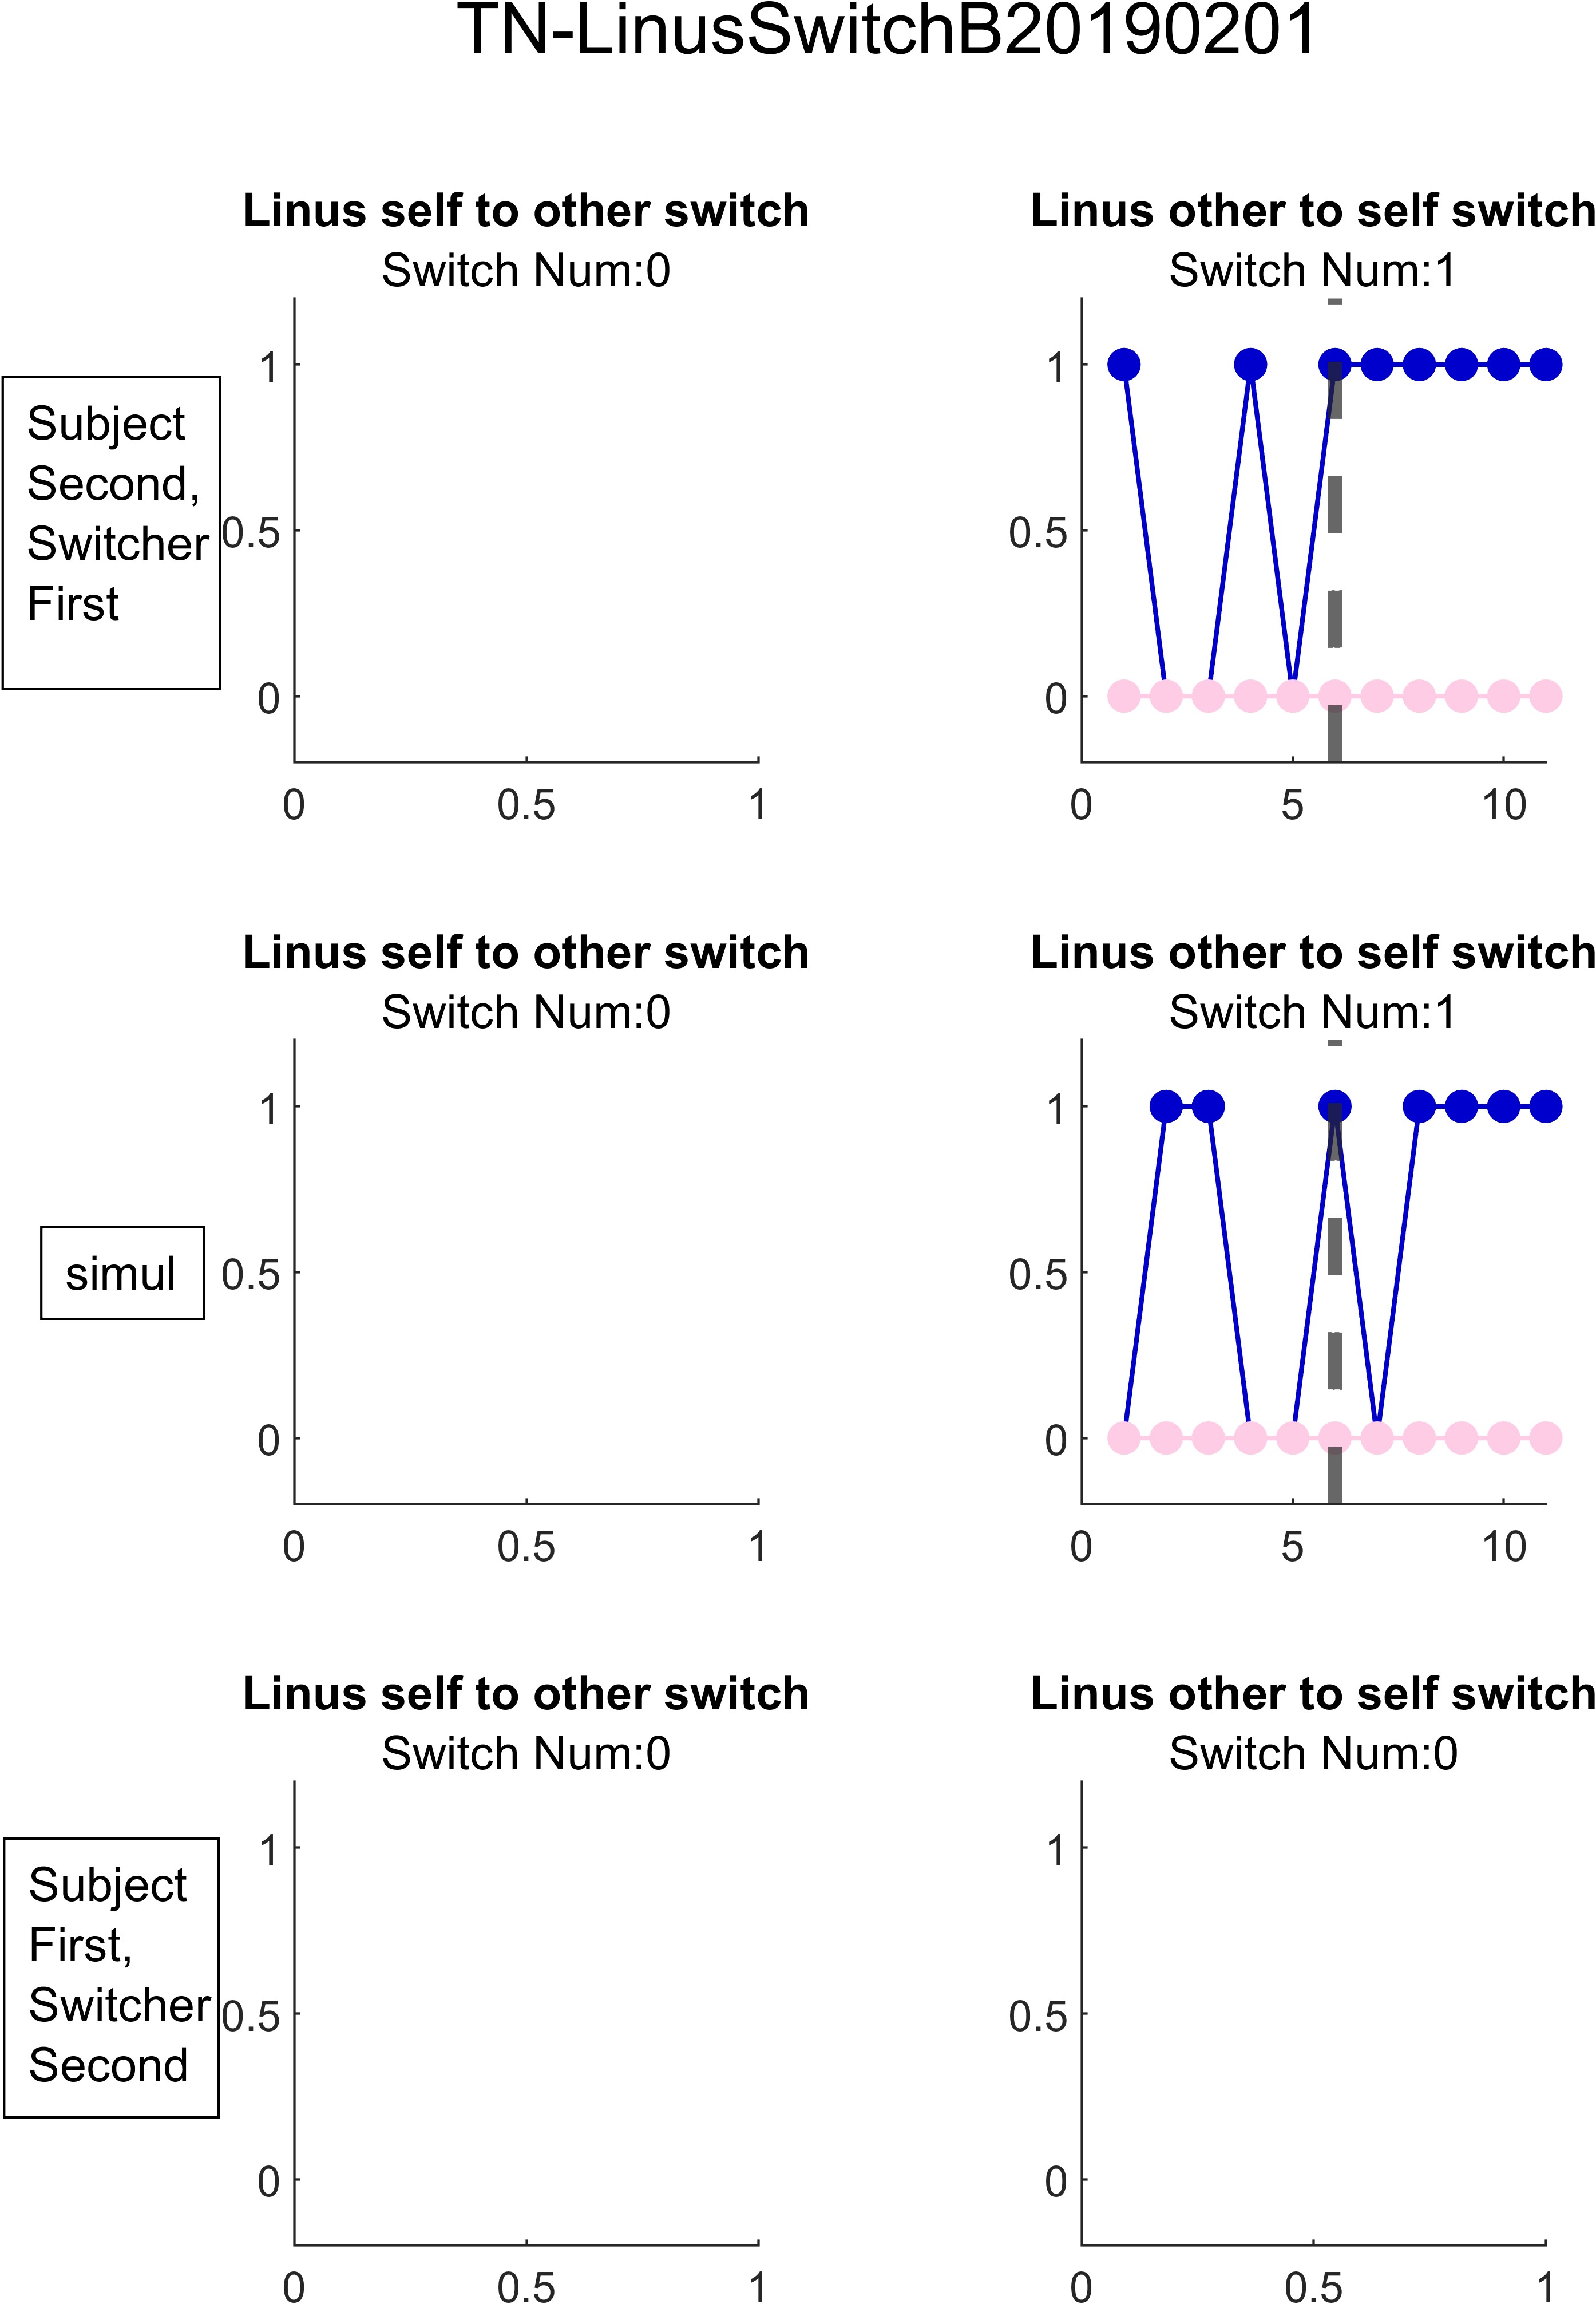 TN-LinusSwitchB20190201
Linus self to other switch
Switch Num:0
Linus other to self switch
Switch Num:1
Subject
Second,
Switcher
First
1
0.5
0
0
0.5
1
1
0.5
0
0
5
10
Linus self to other switch
Switch Num:0
Linus other to self switch
Switch Num:1
simul
1
0.5
0
0
0.5
1
1
0.5
0
0
5
10
Linus self to other switch
Switch Num:0
Linus other to self switch
Switch Num:0
Subject
First,
Switcher
Second
1
0.5
0
0
0.5
1
1
0.5
0
0
0.5
1